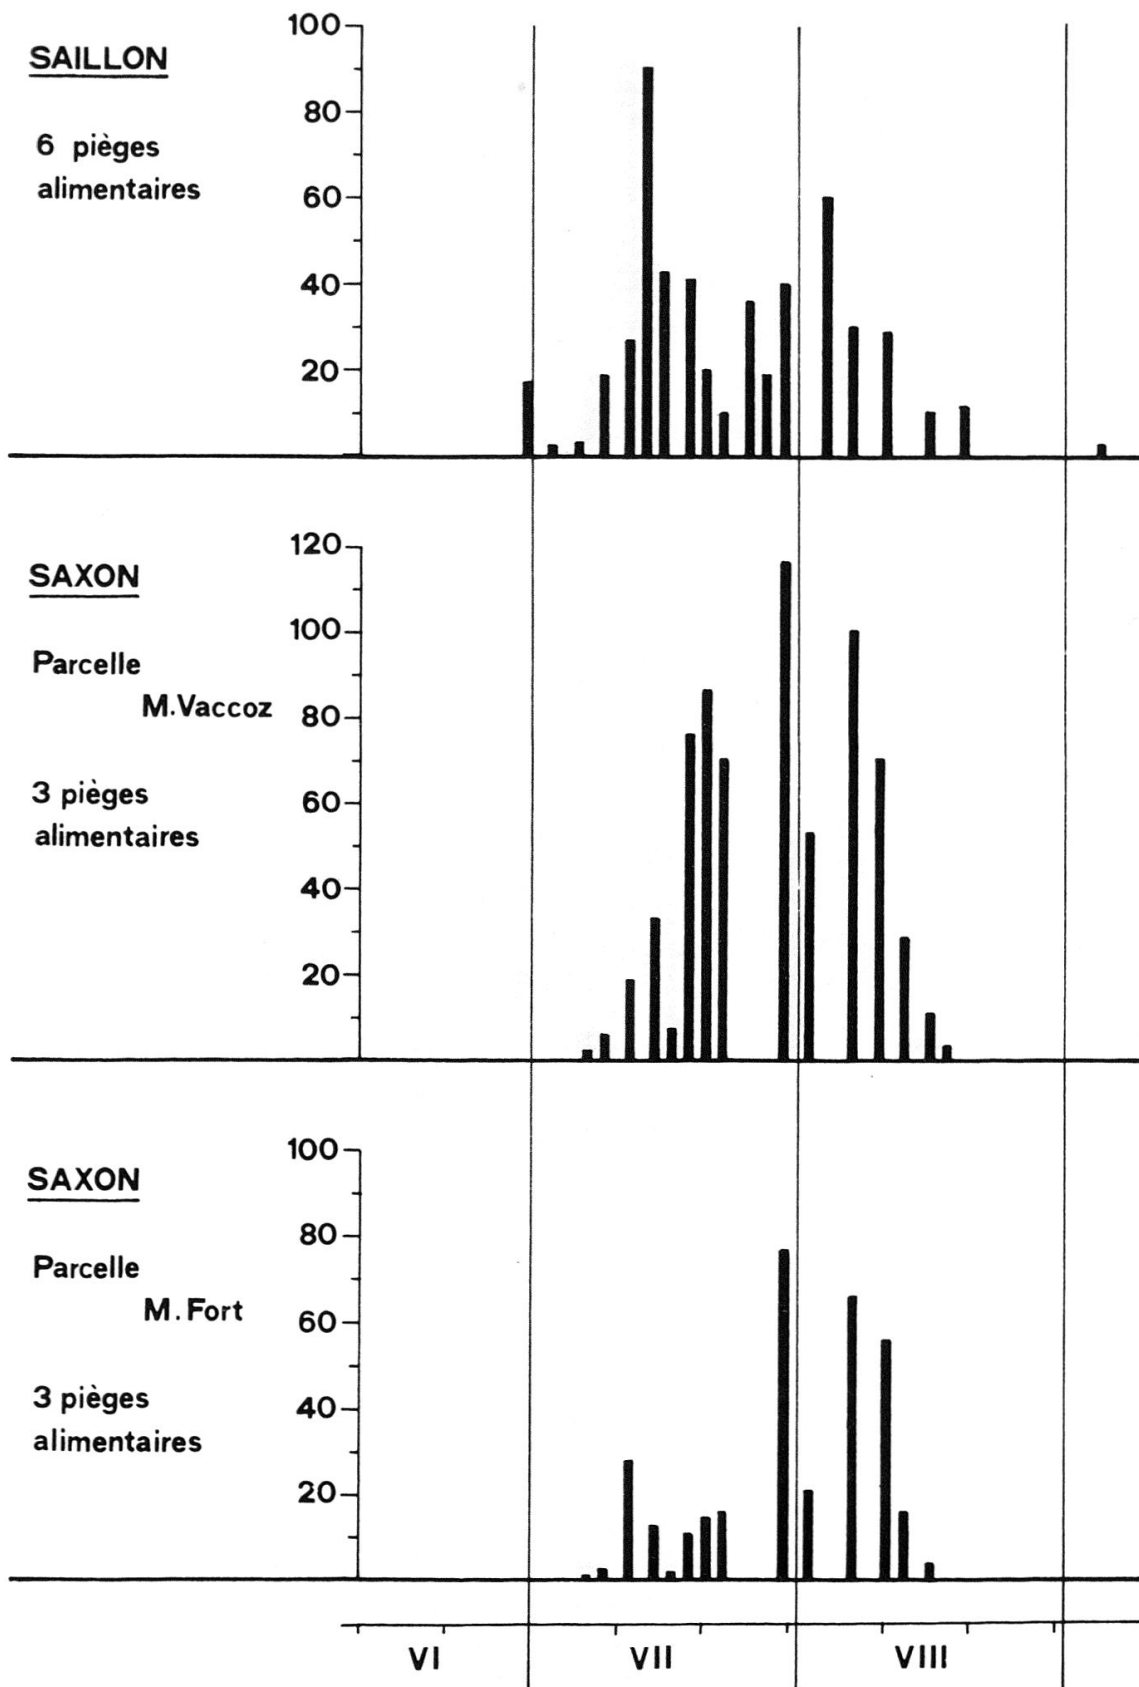 SAILLON
6 pièges
alimentaires
100
80
60
40
20
SAXON
Parcelle
M.Vaccoz
3 pièges
alimentaires
120
100
80
60
40
20
SAXON
Parcelle
M.Fort
3 pièges
alimentaires
100
80
60
40
20
VI VII VIII